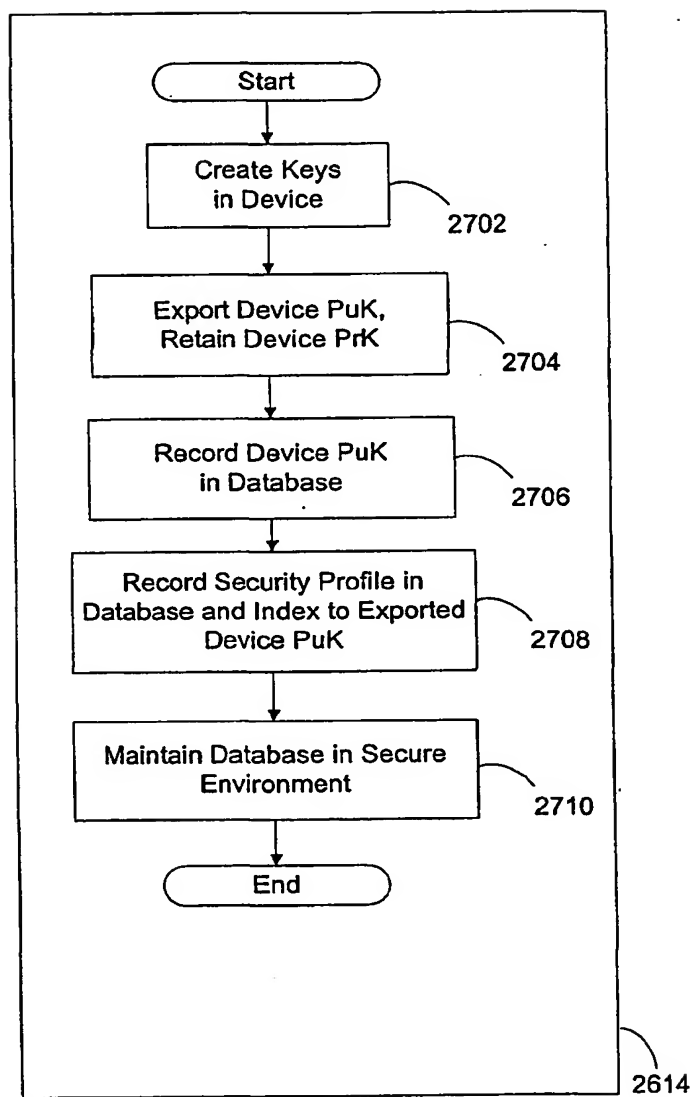 Start
Create Keys
in Device
2702
Export Device PuK,
Retain Device PrK
2704
Record Device PuK
in Database
2706
Record Security Profile in
Database and Index to Exported
Device PuK
2708
Maintain Database in Secure
Environment
2710
End
2614